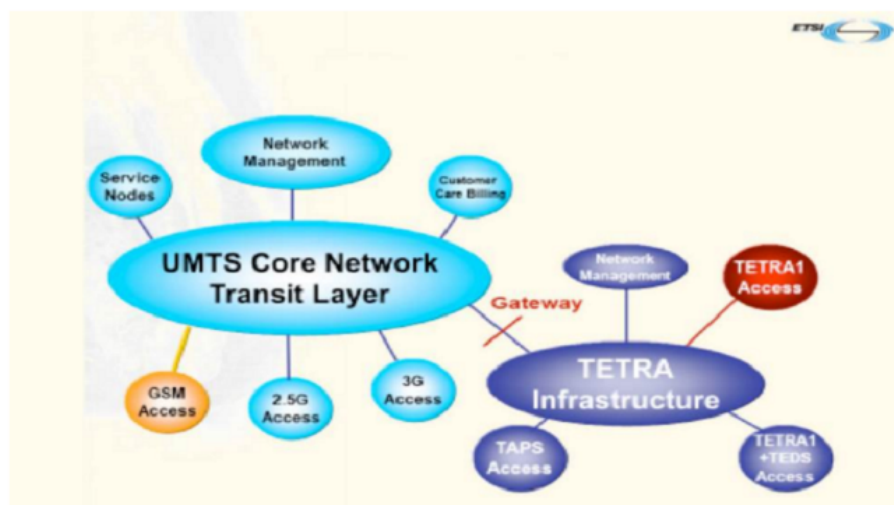 ETSI
Network
Management
Service
Nodes
Customer
Care Billing
UMTS Core Network
Transit Layer
Network
Management
TETRA1
Access
Gateway
GSM
Access
2.5G
Access
3G
Access
TETRA
Infrastructure
TAPS
Access
TETRA1
+TEDS
Access